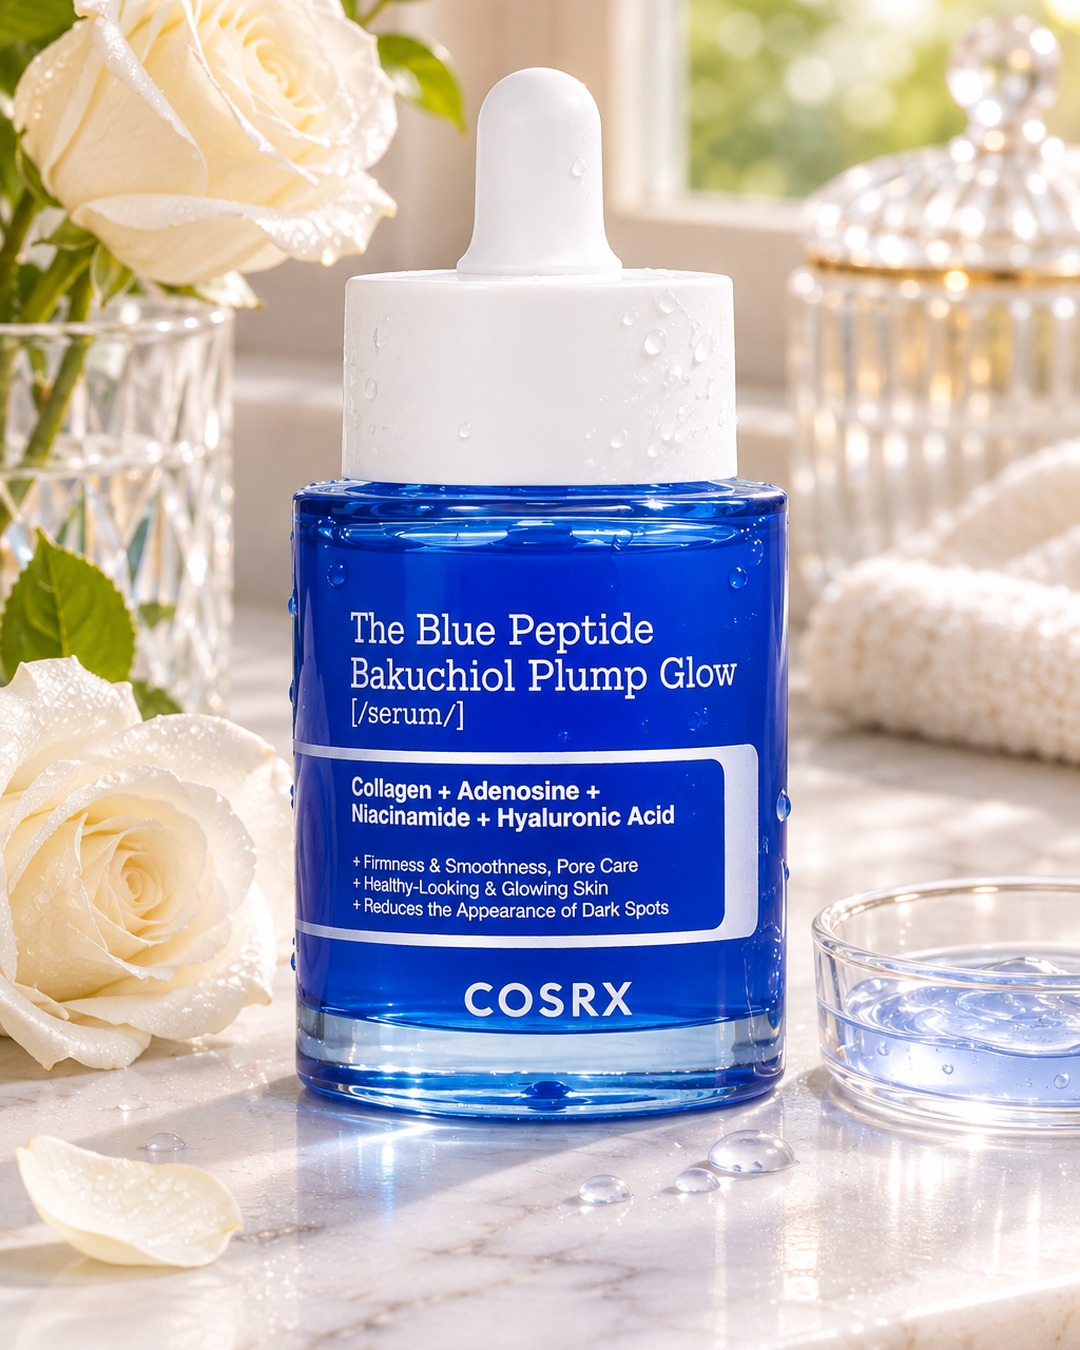 The Blue Peptide
Bakuchiol Plump Glow
[/serum/]
Collagen + Adenosine +
Niacinamide + Hyaluronic Acid
+ Firmness & Smoothness, Pore Care
+ Healthy-Looking & Glowing Skin
+ Reduces the Appearance of Dark Spots
COSRX